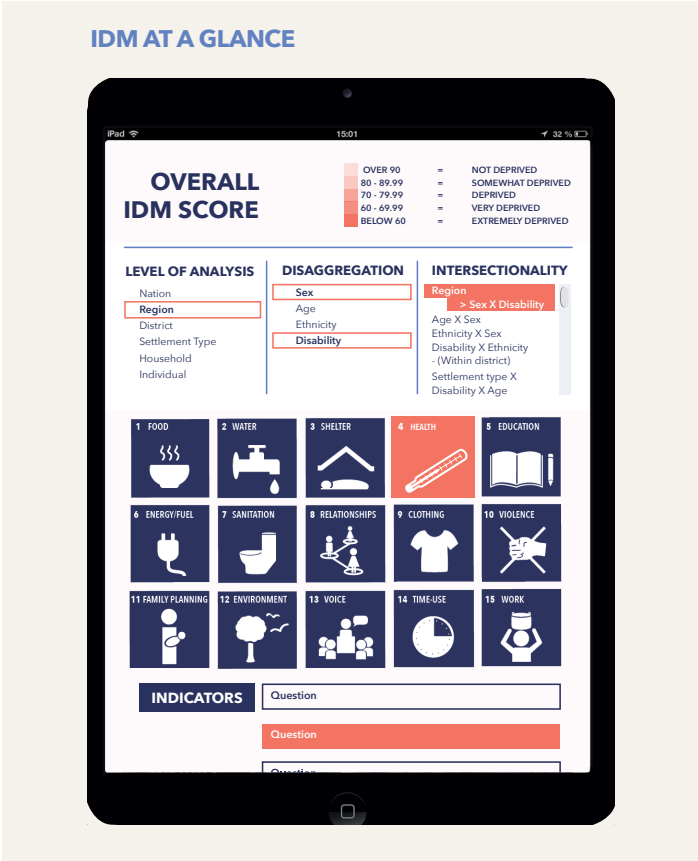 IDM AT A GLANCE
iPad 15:01 32 %
OVERALL
IDM SCORE
OVER 90 = NOT DEPRIVED
80 - 89.99 = SOMEWHAT DEPRIVED
70 - 79.99 = DEPRIVED
60 - 69.99 = VERY DEPRIVED
BELOW 60 = EXTREMELY DEPRIVED
LEVEL OF ANALYSIS
Nation
Region
District
Settlement Type
Household
Individual
DISAGGREGATION
Sex
Age
Ethnicity
Disability
INTERSECTIONALITY
Region
> Sex X Disability
Age X Sex
Ethnicity X Sex
Disability X Ethnicity
- (Within district)
Settlement type X
Disability X Age
1 FOOD
2 WATER
3 SHELTER
4 HEALTH
5 EDUCATION
6 ENERGY/FUEL
7 SANITATION
8 RELATIONSHIPS
9 CLOTHING
10 VIOLENCE
11 FAMILY PLANNING
12 ENVIRONMENT
13 VOICE
14 TIME-USE
15 WORK
INDICATORS
Question
Question
Question